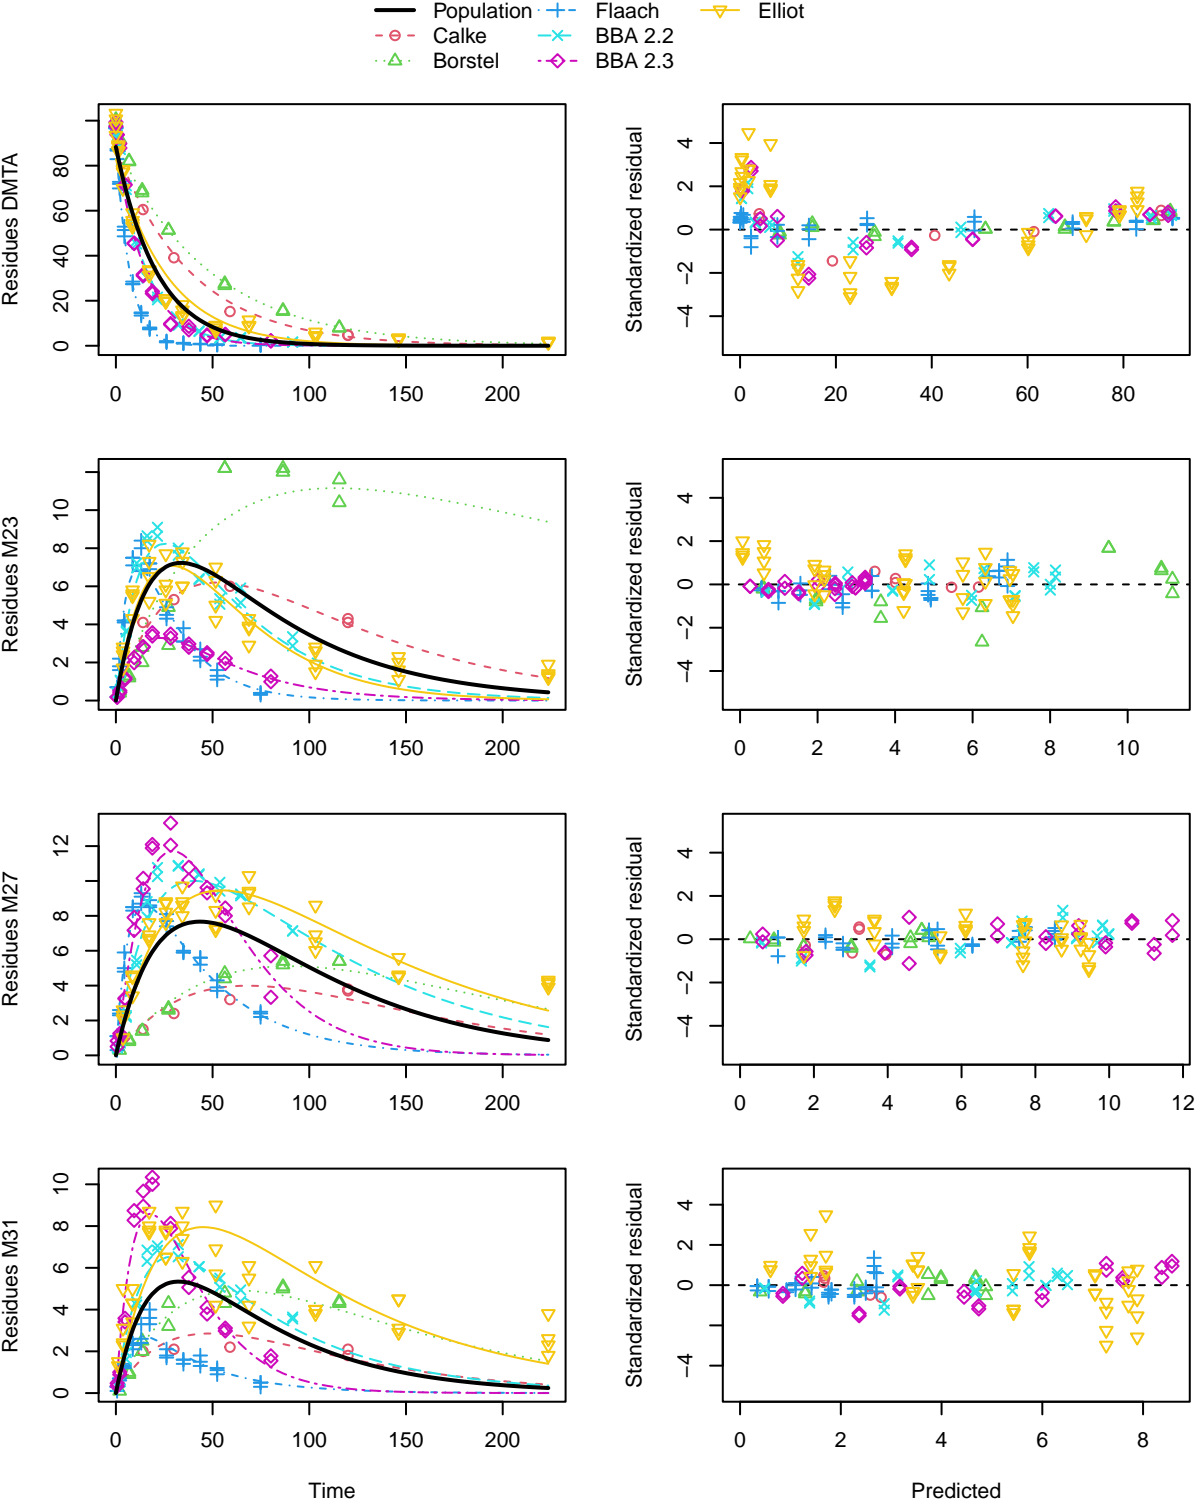 Population Flaach Elliot
Calke BBA 2.2
Borstel BBA 2.3
Residues DMTA
0 20 40 60 80
0 50 100 150 200
Standardized residual
−4 −2 0 2 4
0 20 40 60 80
Residues M23
0 2 4 6 8 10
0 50 100 150 200
Standardized residual
−4 −2 0 2 4
0 2 4 6 8 10
Residues M27
0 2 4 6 8 12
0 50 100 150 200
Standardized residual
−4 −2 0 2 4
0 2 4 6 8 10 12
Residues M31
0 2 4 6 8 10
0 50 100 150 200
Time
Standardized residual
−4 0 2 4
0 2 4 6 8
Predicted